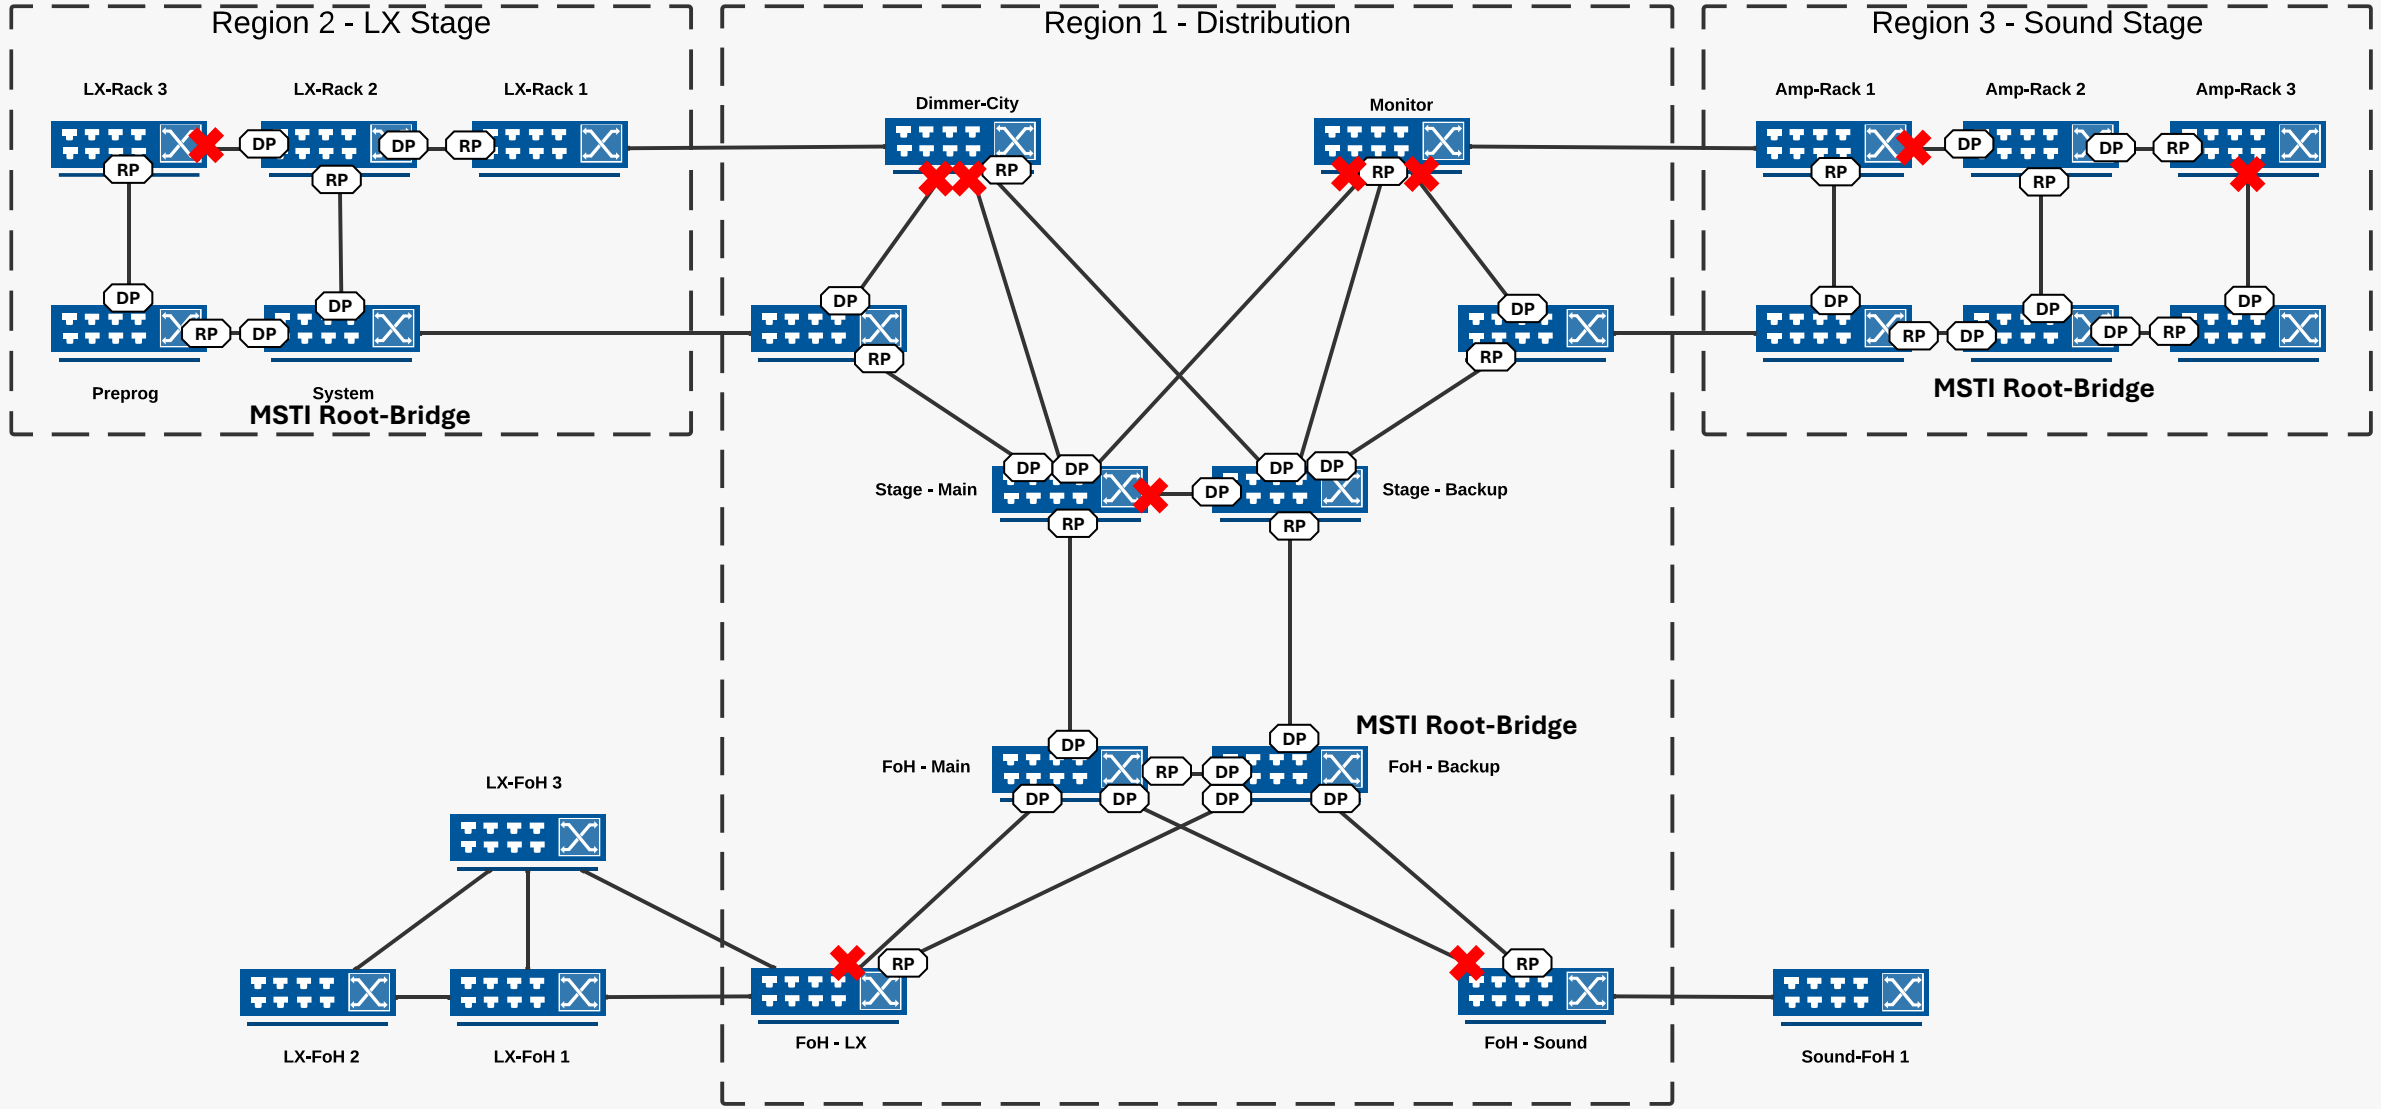 Region 2 - LX Stage
Region 1 - Distribution
Region 3 - Sound Stage
LX-Rack 3
LX-Rack 2
LX-Rack 1
Dimmer-City
Monitor
Amp-Rack 1
Amp-Rack 2
Amp-Rack 3
DP
DP
RP
DP
DP
RP
RP
RP
RP
RP
RP
RP
DP
DP
DP
DP
DP
DP
DP
RP
DP
RP
DP
RP
DP
RP
RP
RP
Preprog
System
MSTI Root-Bridge
MSTI Root-Bridge
DP
DP
DP
DP
Stage - Main
DP
Stage - Backup
RP
RP
MSTI Root-Bridge
DP
DP
FoH - Main
RP
DP
FoH - Backup
DP
DP
DP
DP
LX-FoH 3
RP
RP
FoH - LX
FoH - Sound
LX-FoH 2
LX-FoH 1
Sound-FoH 1